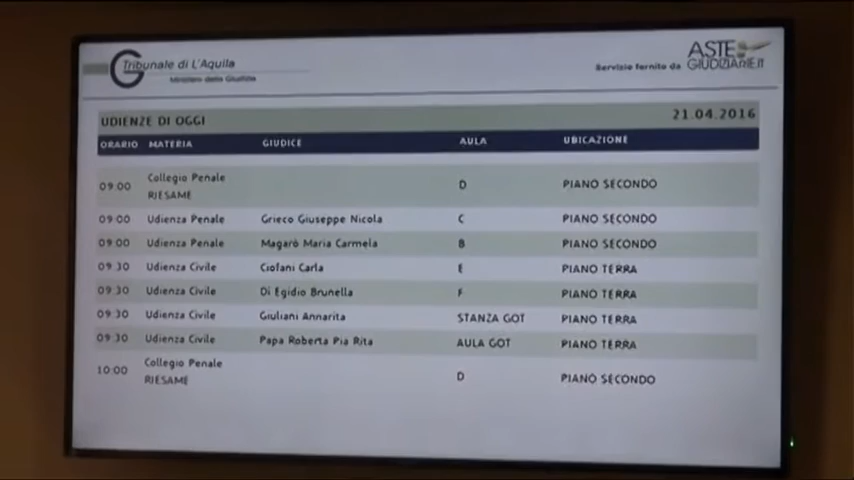 Tribunale di L'Aquila
Ministero della Giustizia
Servizio fornito da ASTE GIUDIZIARIE.IT
UDIENZE DI OGGI 21.04.2016
ORARIO MATERIA GIUDICE AULA UBICAZIONE
09:00 Collegio Penale RIESAME D PIANO SECONDO
09:00 Udienza Penale Grieco Giuseppe Nicola C PIANO SECONDO
09:00 Udienza Penale Magarò Maria Carmela B PIANO SECONDO
09:30 Udienza Civile Ciofani Carla E PIANO TERRA
09:30 Udienza Civile Di Egidio Brunella F PIANO TERRA
09:30 Udienza Civile Giuliani Annarita STANZA GOT PIANO TERRA
09:30 Udienza Civile Papa Roberta Pia Rita AULA GOT PIANO TERRA
10:00 Collegio Penale RIESAME D PIANO SECONDO